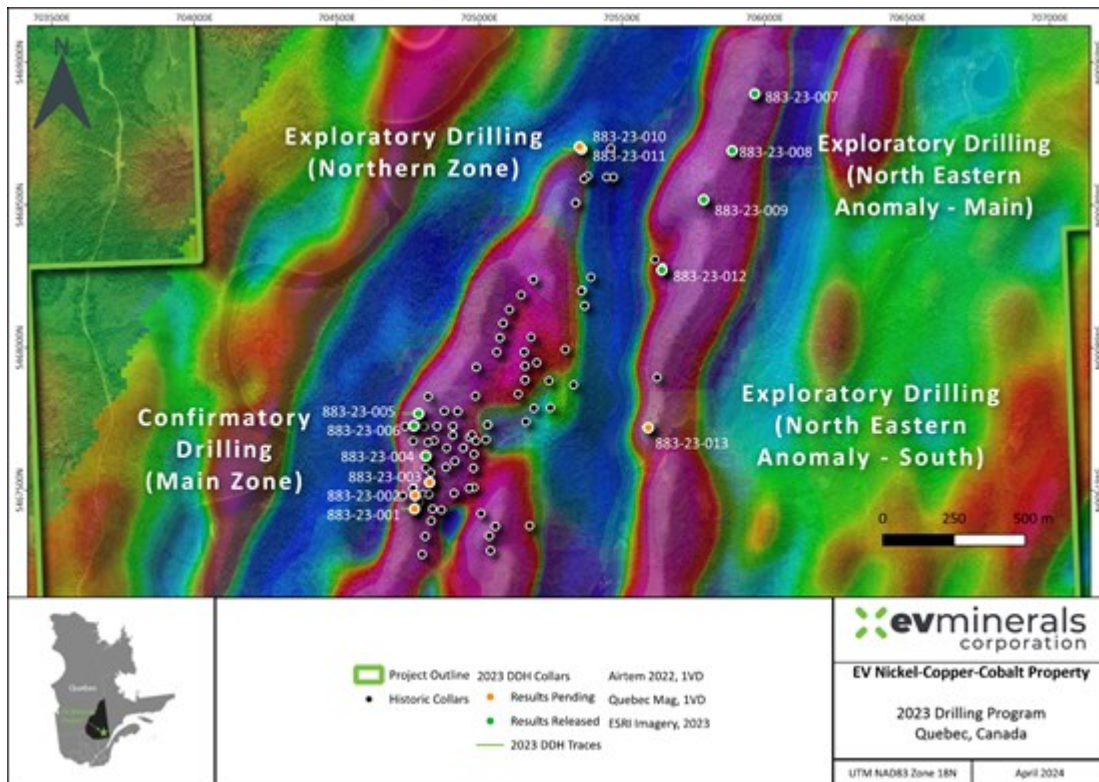 703500E 704000E 704500E 705000E 705500E 706000E 706500E 707000E
5469000N
5468500N
5468000N
5467500N
N
Exploratory Drilling
(Northern Zone)
883-23-010
883-23-011
883-23-007
883-23-008
883-23-009
883-23-012
Exploratory Drilling
(North Eastern
Anomaly - Main)
Confirmatory
Drilling
(Main Zone)
883-23-005
883-23-006
883-23-004
883-23-003
883-23-002
883-23-001
883-23-013
Exploratory Drilling
(North Eastern
Anomaly - South)
0 250 500 m
Quebec
Project Outline
Historic Collars
2023 DDH Collars
Results Pending
Results Released
2023 DDH Traces
Airtem 2022, 1VD
Quebec Mag, 1VD
ESRI Imagery, 2023
evminerals
corporation
EV Nickel-Copper-Cobalt Property
2023 Drilling Program
Quebec, Canada
UTM NAD83 Zone 18N
April 2024